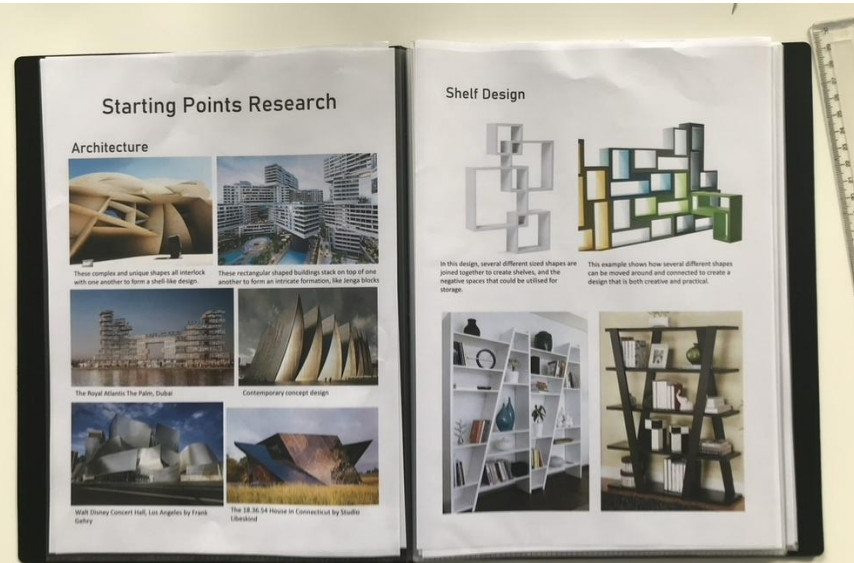 Starting Points Research
Architecture
These complex and unique shapes all interlock
with one another to form a shell-like design.
These rectangular shaped buildings stack on top of one
another to form an intricate formation, like Jenga blocks
The Royal Atlantis The Palm, Dubai
Contemporary concept design
Walt Disney Concert Hall, Los Angeles by Frank
Gehry
The 18.36.54 House in Connecticut by Studio
Libeskind
Shelf Design
In this design, several different sized shapes are
joined together to create shelves, and the
negative spaces that could be utilised for
storage.
This example shows how several different shapes
can be moved around and connected to create a
design that is both creative and practical.